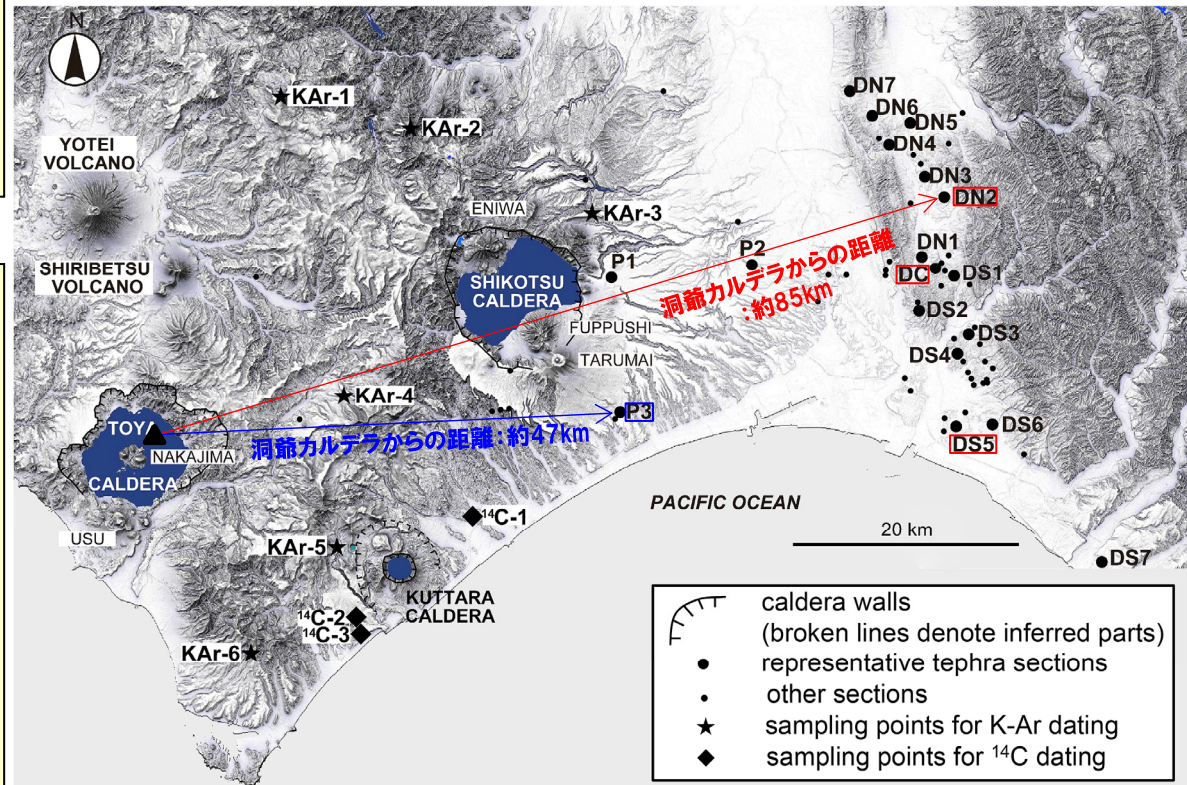 N
KAr-1
KAr-2
YOTEI
VOLCANO
SHIRIBETSU
VOLCANO
ENIWA
KAr-3
P1
P2
SHIKOTSU
CALDERA
FUPPUSHI
TARUMAI
DN7
DN6
DN5
DN4
DN3
DN2
DN1
DC
DS1
DS2
DS3
DS4
DS5
DS6
DS7
洞爺カルデラからの距離
:約85km
KAr-4
P3
洞爺カルデラからの距離:約47km
TOYA
NAKAJIMA
CALDERA
USU
¹⁴C-1
KAr-5
KUTTARA
CALDERA
¹⁴C-2
¹⁴C-3
KAr-6
PACIFIC OCEAN
20 km
caldera walls
(broken lines denote inferred parts)
representative tephra sections
other sections
sampling points for K-Ar dating
sampling points for ¹⁴C dating